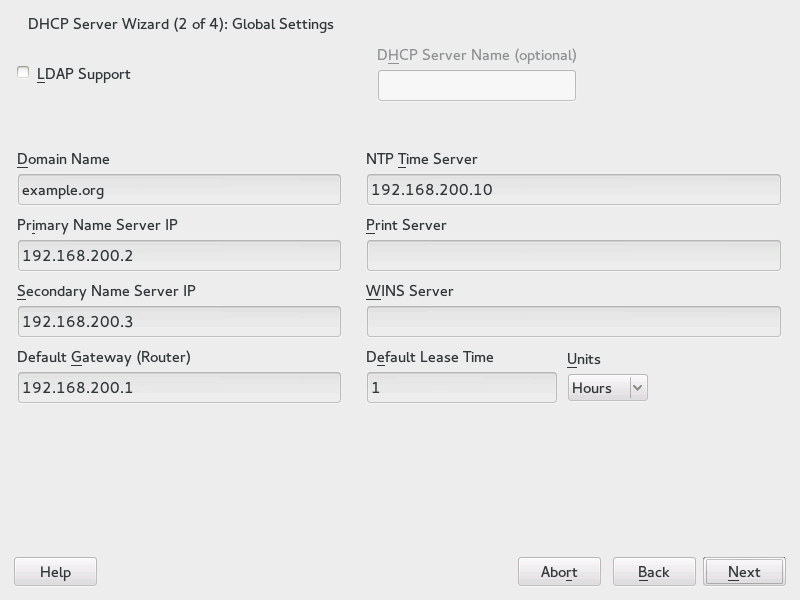 DHCP Server Wizard (2 of 4): Global Settings
LDAP Support
DHCP Server Name (optional)
Domain Name
example.org
NTP Time Server
192.168.200.10
Primary Name Server IP
192.168.200.2
Print Server
Secondary Name Server IP
192.168.200.3
WINS Server
Default Gateway (Router)
192.168.200.1
Default Lease Time
1
Units
Hours
Help
Abort
Back
Next